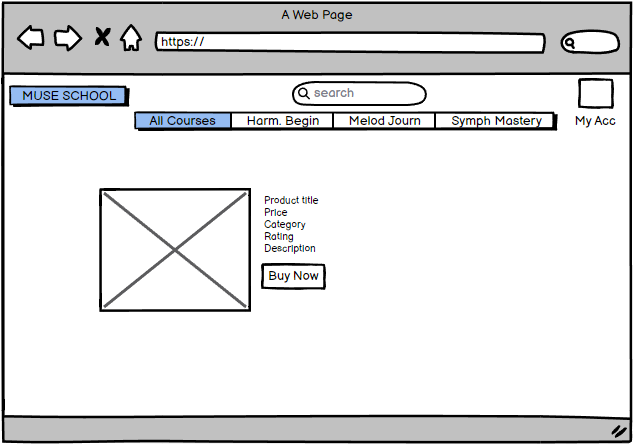 A Web Page
https://
MUSE SCHOOL
search
My Acc
All Courses
Harm. Begin
Melod Journ
Symph Mastery
Product title
Price
Category
Rating
Description
Buy Now